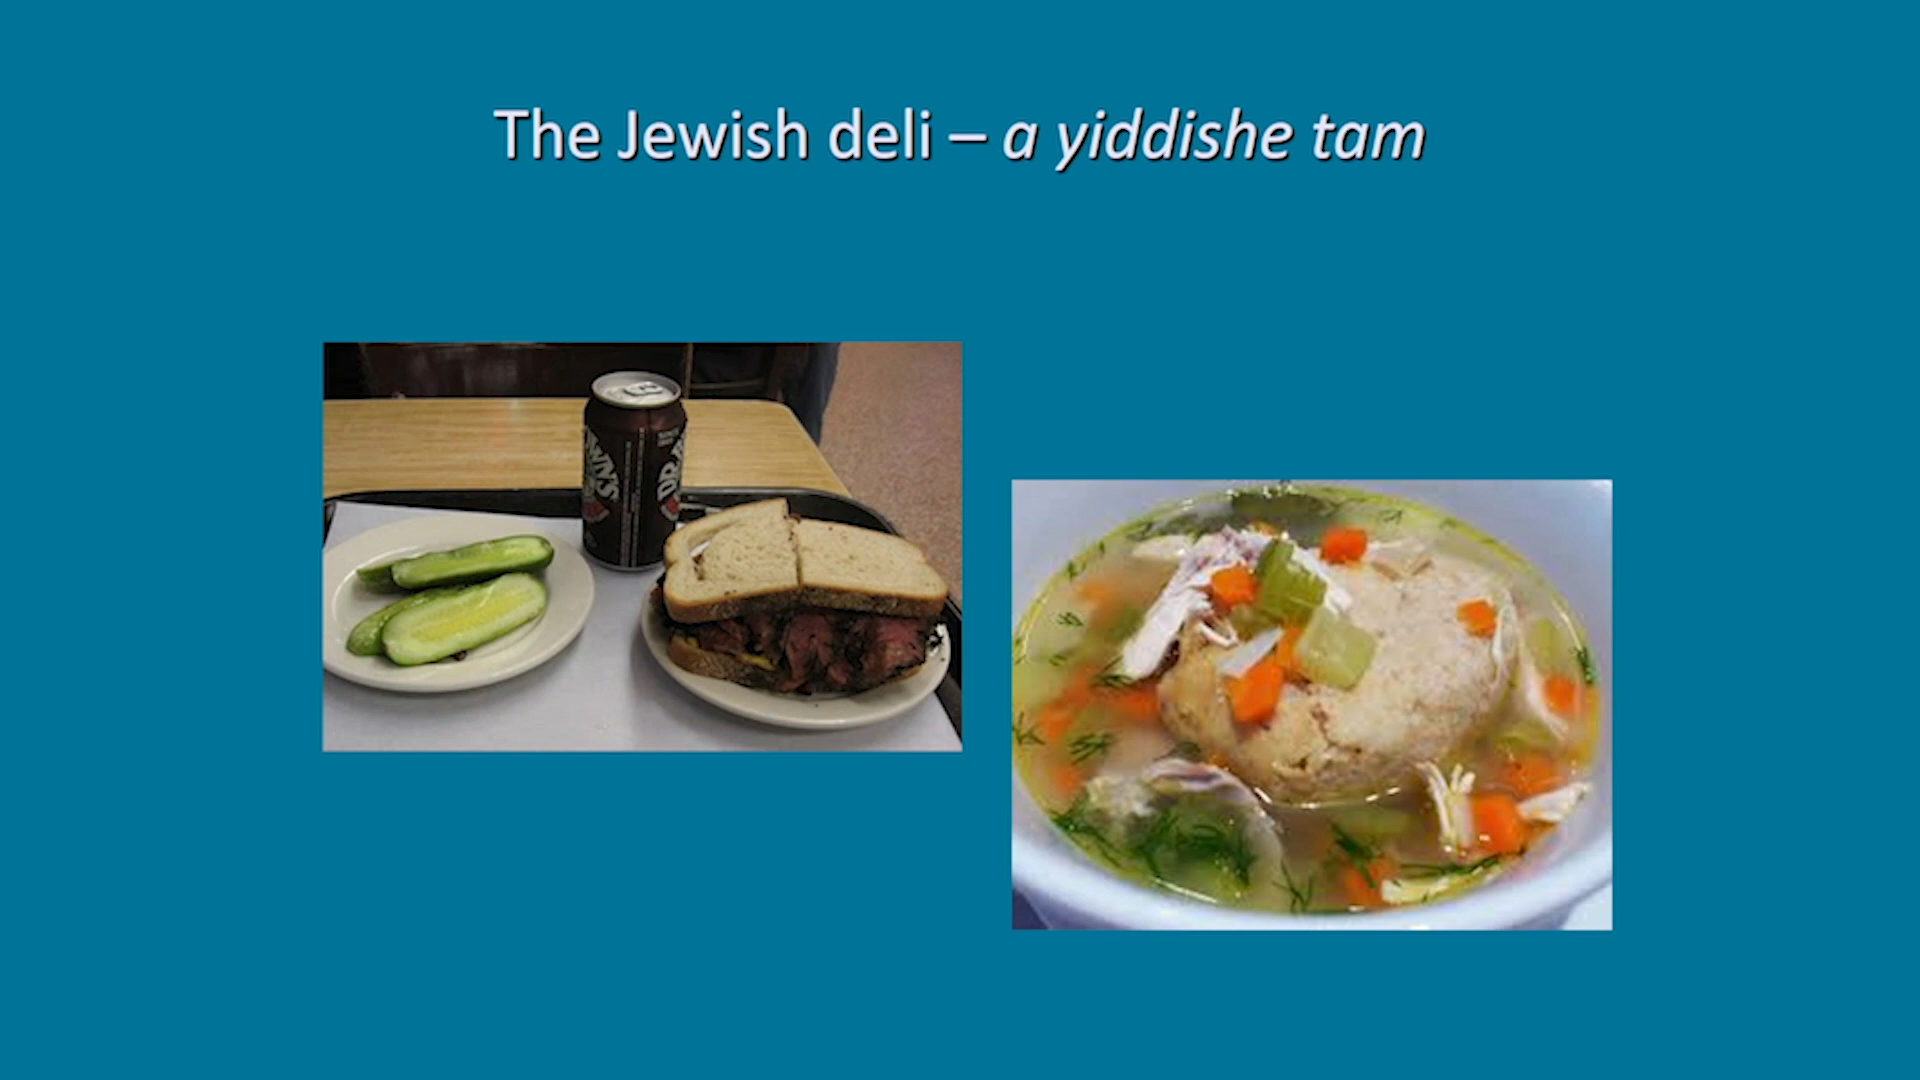 The Jewish deli – a yiddishe tam